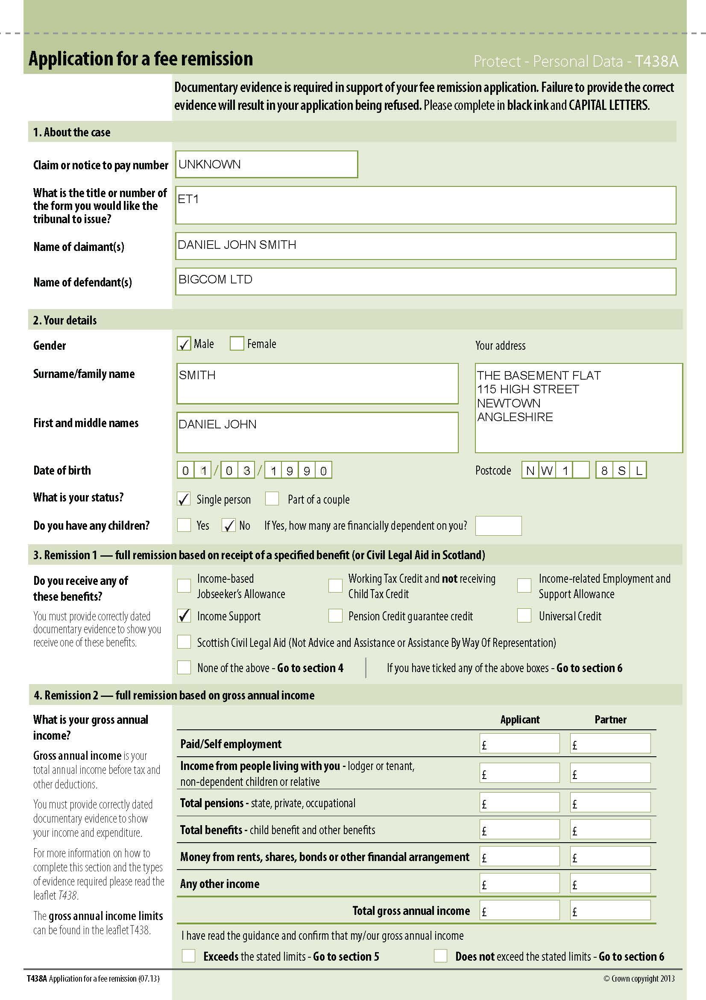 Application for a fee remission
Protect - Personal Data - T438A
Documentary evidence is required in support of your fee remission application. Failure to provide the correct
evidence will result in your application being refused. Please complete in black ink and CAPITAL LETTERS.
1. About the case
Claim or notice to pay number
UNKNOWN
What is the title or number of
the form you would like the
tribunal to issue?
ET1
Name of claimant(s)
DANIEL JOHN SMITH
Name of defendant(s)
BIGCOM LTD
2. Your details
Gender
✓ Male
Female
Your address
Surname/family name
SMITH
THE BASEMENT FLAT
115 HIGH STREET
NEWTOWN
ANGLESHIRE
First and middle names
DANIEL JOHN
Date of birth
0 1 / 0 3 / 1 9 9 0
Postcode
N W 1 8 S L
What is your status?
✓ Single person
Part of a couple
Do you have any children?
Yes
✓ No
If Yes, how many are financially dependent on you?
3. Remission 1 — full remission based on receipt of a specified benefit (or Civil Legal Aid in Scotland)
Do you receive any of
these benefits?
You must provide correctly dated
documentary evidence to show you
receive one of these benefits.
Income-based
Jobseeker's Allowance
Working Tax Credit and not receiving
Child Tax Credit
Income-related Employment and
Support Allowance
✓ Income Support
Pension Credit guarantee credit
Universal Credit
Scottish Civil Legal Aid (Not Advice and Assistance or Assistance By Way Of Representation)
None of the above - Go to section 4
If you have ticked any of the above boxes - Go to section 6
4. Remission 2 — full remission based on gross annual income
What is your gross annual
income?
Gross annual income is your
total annual income before tax and
other deductions.
You must provide correctly dated
documentary evidence to show
your income and expenditure.
For more information on how to
complete this section and the types
of evidence required please read the
leaflet T438.
The gross annual income limits
can be found in the leaflet T438.
Applicant
Partner
Paid/Self employment
£
£
Income from people living with you - lodger or tenant,
non-dependent children or relative
£
£
Total pensions - state, private, occupational
£
£
Total benefits - child benefit and other benefits
£
£
Money from rents, shares, bonds or other financial arrangement
£
£
Any other income
£
£
Total gross annual income
£
£
I have read the guidance and confirm that my/our gross annual income
Exceeds the stated limits - Go to section 5
Does not exceed the stated limits - Go to section 6
T438A Application for a fee remission (07.13)
© Crown copyright 2013